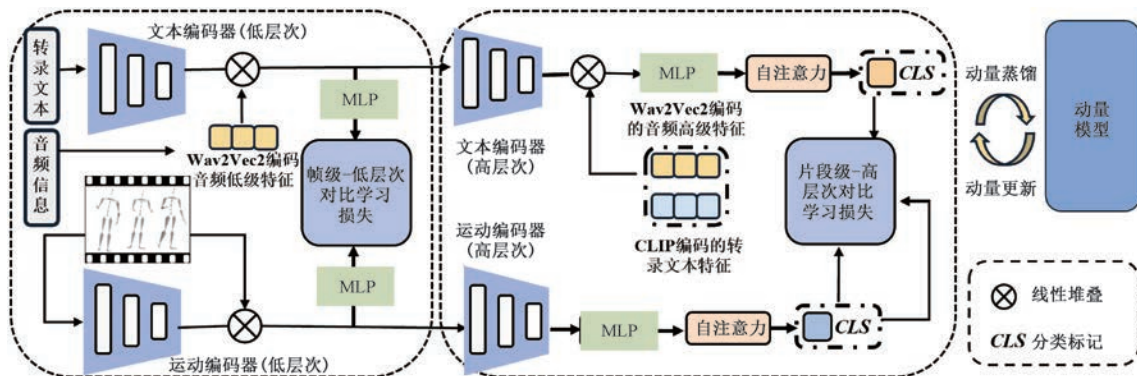 转录文本
音频信息
文本编码器(低层次)
MLP
Wav2Vec2编码
音频低级特征
帧级-低层次
对比学习
损失
MLP
运动编码器(低层次)
文本编码器
(高层次)
MLP
自注意力
CLS
Wav2Vec2编码
的音频高级特征
CLIP编码的转
录文本特征
片段级-高
层次对比
学习损失
运动编码器
(高层次)
MLP
自注意力
CLS
动量蒸馏
动量更新
动量
模型
线性堆叠
CLS 分类标记